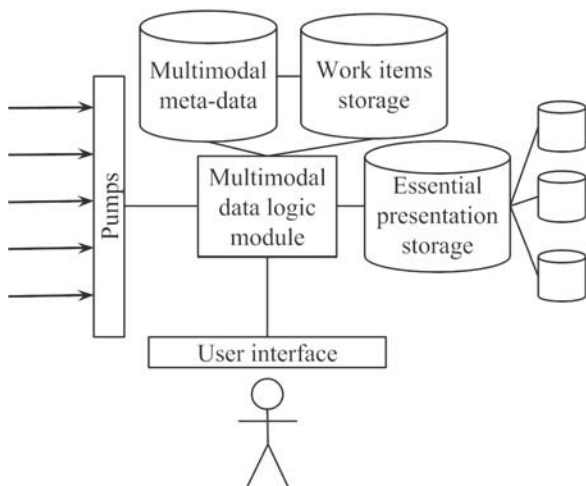 Multimodal
meta-data
Work items
storage
Pumps
Multimodal
data logic
module
Essential
presentation
storage
User interface